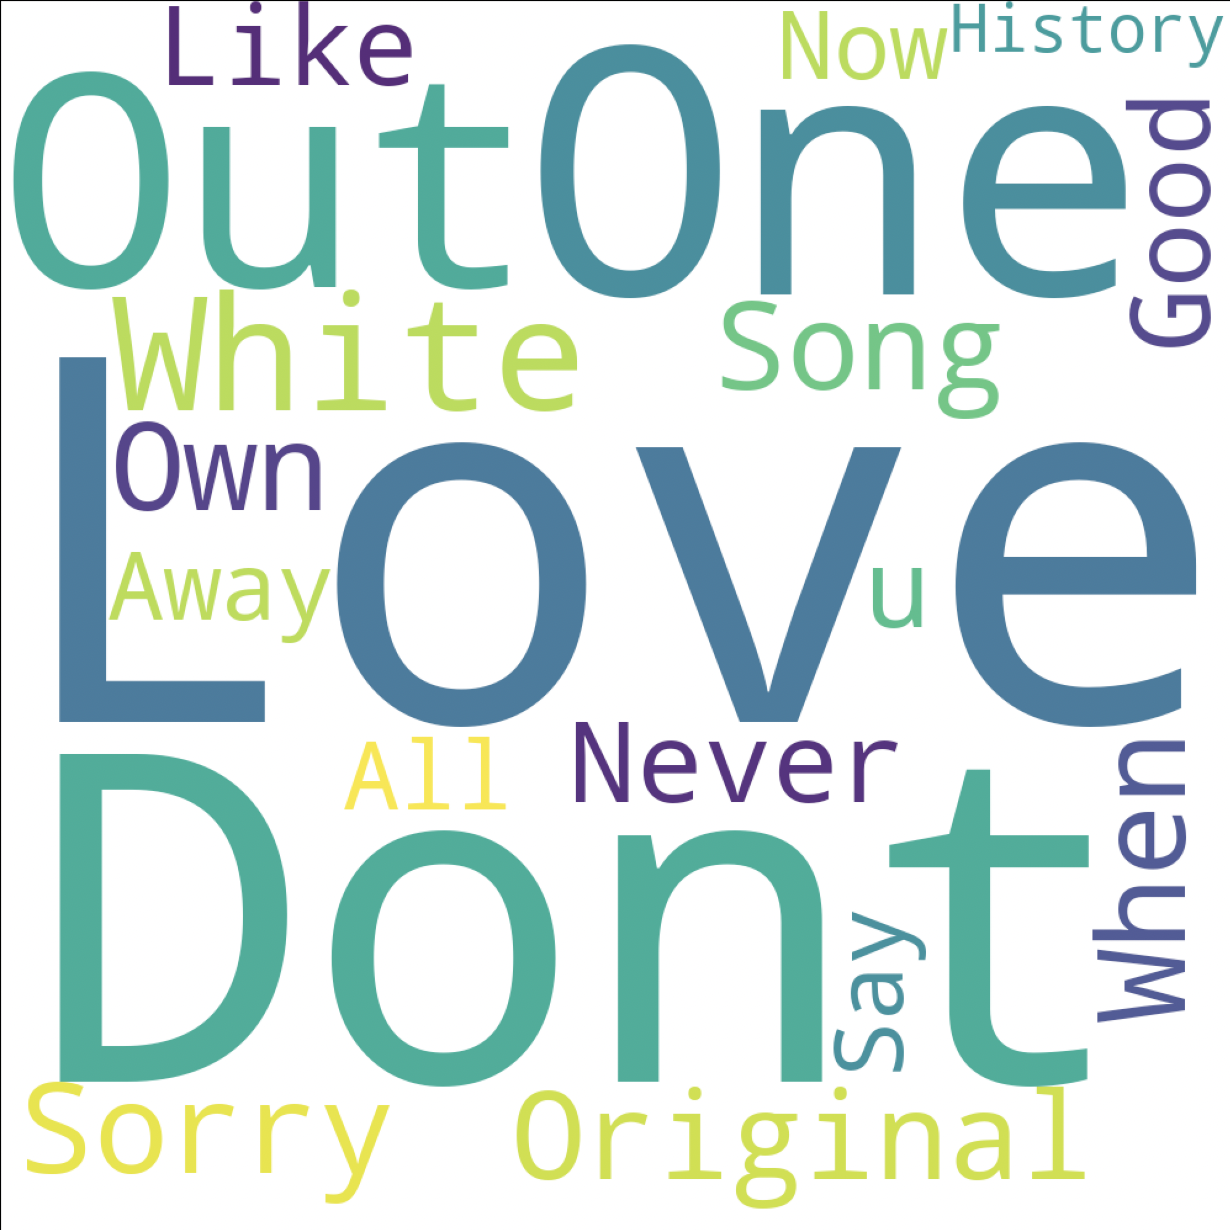 Like
Now
History
Out
One
Good
White
Song
Love
Own
Away
u
All
Never
Dont
When
Say
Sorry
Original